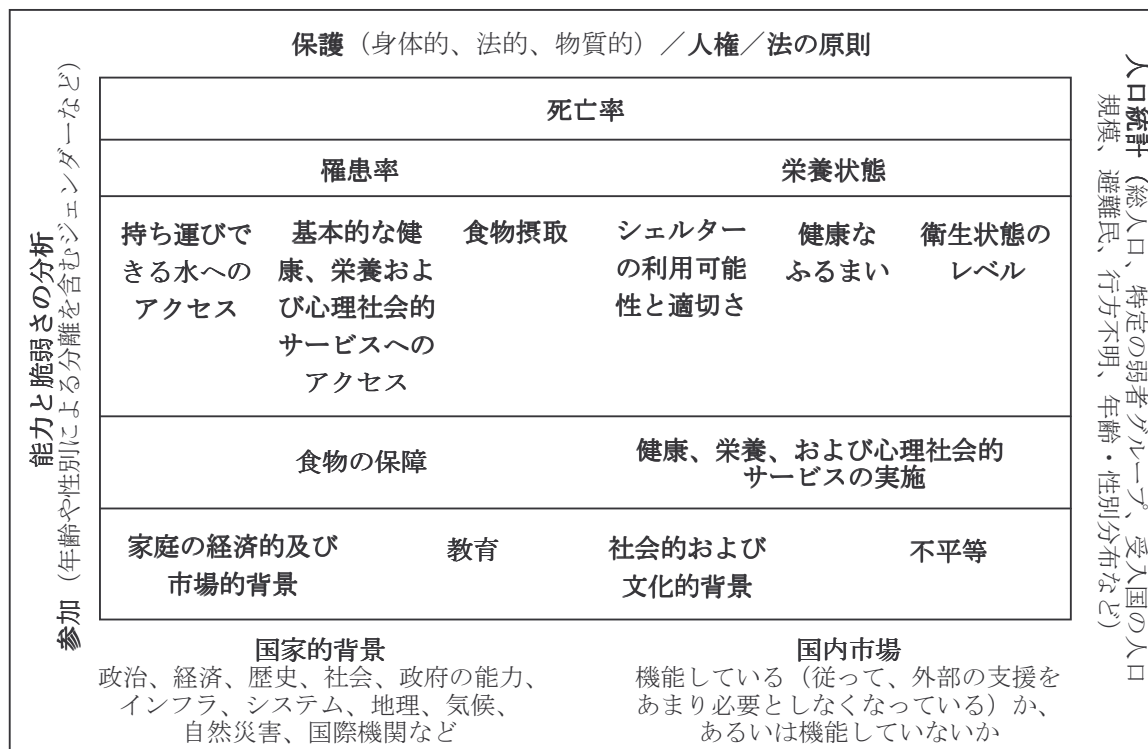 保護（身体的、法的、物質的）／人権／法の原則
死亡率
罹患率
栄養状態
持ち運びで
きる水への
アクセス
基本的な健
康、栄養およ
び心理社会的
サービスへの
アクセス
食物摂取
シェルター
の利用可能
性と適切さ
健康な
ふるまい
衛生状態の
レベル
食物の保障
健康、栄養、および心理社会的
サービスの実施
家庭の経済的及び
市場的背景
教育
社会的および
文化的背景
不平等
能力と脆弱さの分析
参加（年齢や性別による分離を含むジェンダーなど）
人口統計（総人口、特定の弱者グループ、受入国の人口
規模、避難民、行方不明、年齢・性別分布など）
国家的背景
政治、経済、歴史、社会、政府の能力、
インフラ、システム、地理、気候、
自然災害、国際機関など
国内市場
機能している（従って、外部の支援を
あまり必要としなくなっている）か、
あるいは機能していないか